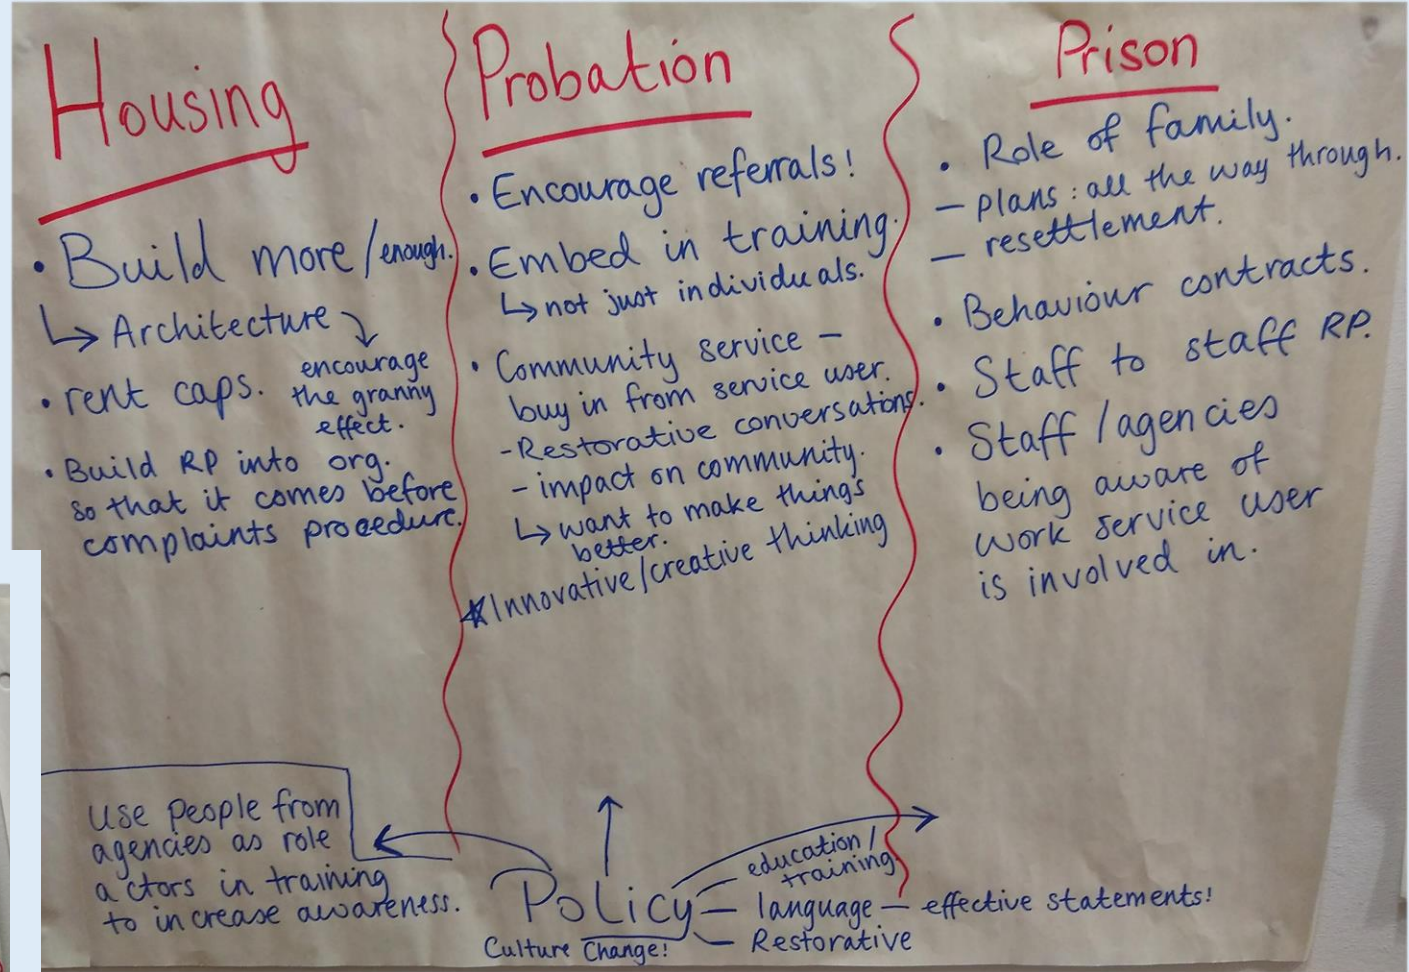 Housing
• Build more/enough.
↳ Architecture
encourage
the granny
effect.
• rent caps.
• Build RP into org.
so that it comes before
complaints procedure.
Probation
• Encourage referrals!
• Embed in training.
↳ not just individuals.
• Community service –
buy in from service user.
- Restorative conversations.
- impact on community.
↳ want to make things
better.
* Innovative/creative thinking
Prison
• Role of family.
– plans: all the way through.
– resettlement.
• Behaviour contracts.
• Staff to staff RP.
• Staff/agencies
being aware of
work service user
is involved in.
use people from
agencies as role
actors in training
to increase awareness.
Policy
Culture Change!
education/
training
– language – effective statements!
– Restorative